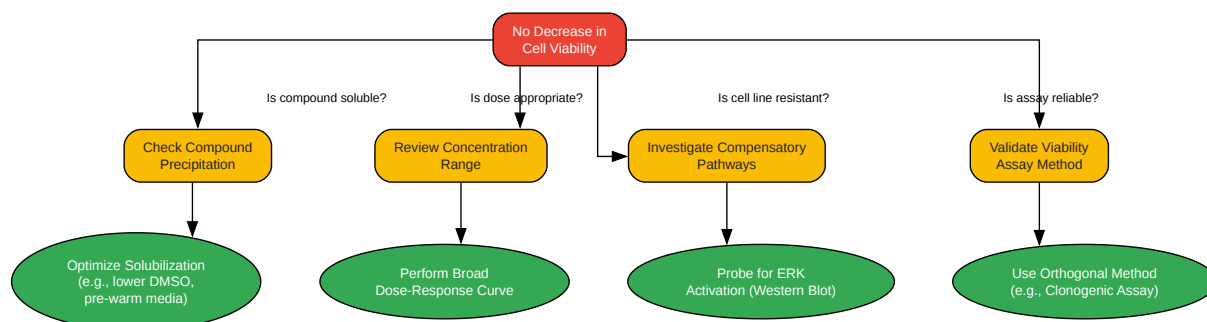 No Decrease in
Cell Viability
Is compound soluble?
Is dose appropriate?
Is cell line resistant?
Is assay reliable?
Check Compound
Precipitation
Review Concentration
Range
Investigate Compensatory
Pathways
Validate Viability
Assay Method
Optimize Solubilization
(e.g., lower DMSO,
pre-warm media)
Perform Broad
Dose-Response Curve
Probe for ERK
Activation (Western Blot)
Use Orthogonal Method
(e.g., Clonogenic Assay)